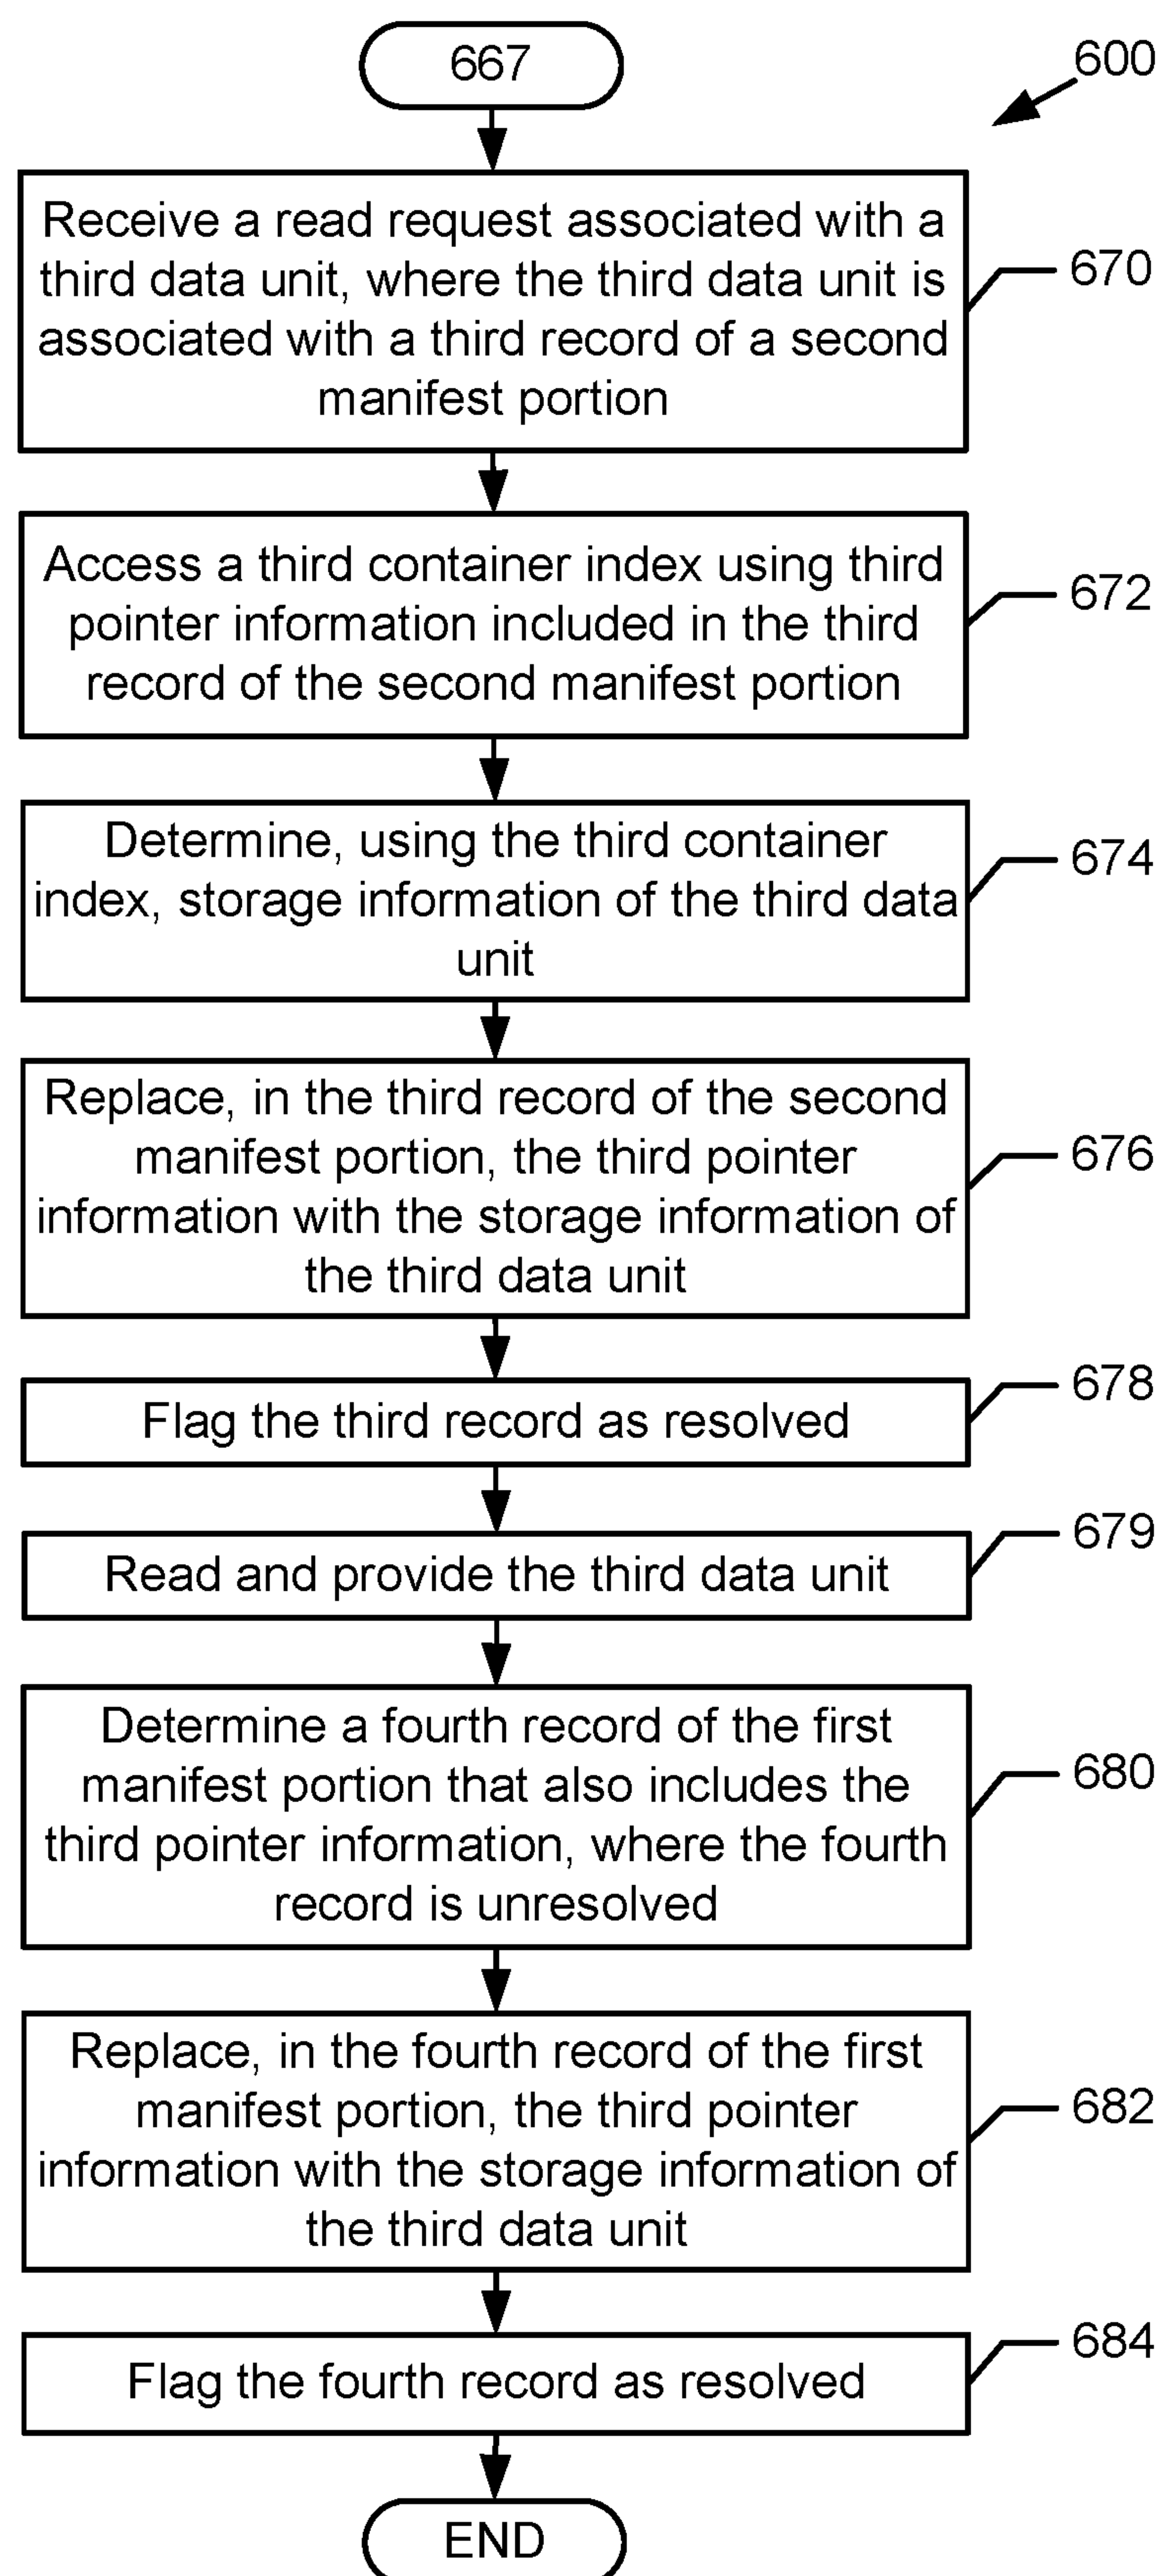 667
600
Receive a read request associated with a
third data unit, where the third data unit is
associated with a third record of a second
manifest portion
670
Access a third container index using third
pointer information included in the third
record of the second manifest portion
672
Determine, using the third container
index, storage information of the third data
unit
674
Replace, in the third record of the second
manifest portion, the third pointer
information with the storage information of
the third data unit
676
Flag the third record as resolved
678
Read and provide the third data unit
679
Determine a fourth record of the first
manifest portion that also includes the
third pointer information, where the fourth
record is unresolved
680
Replace, in the fourth record of the first
manifest portion, the third pointer
information with the storage information of
the third data unit
682
Flag the fourth record as resolved
684
END